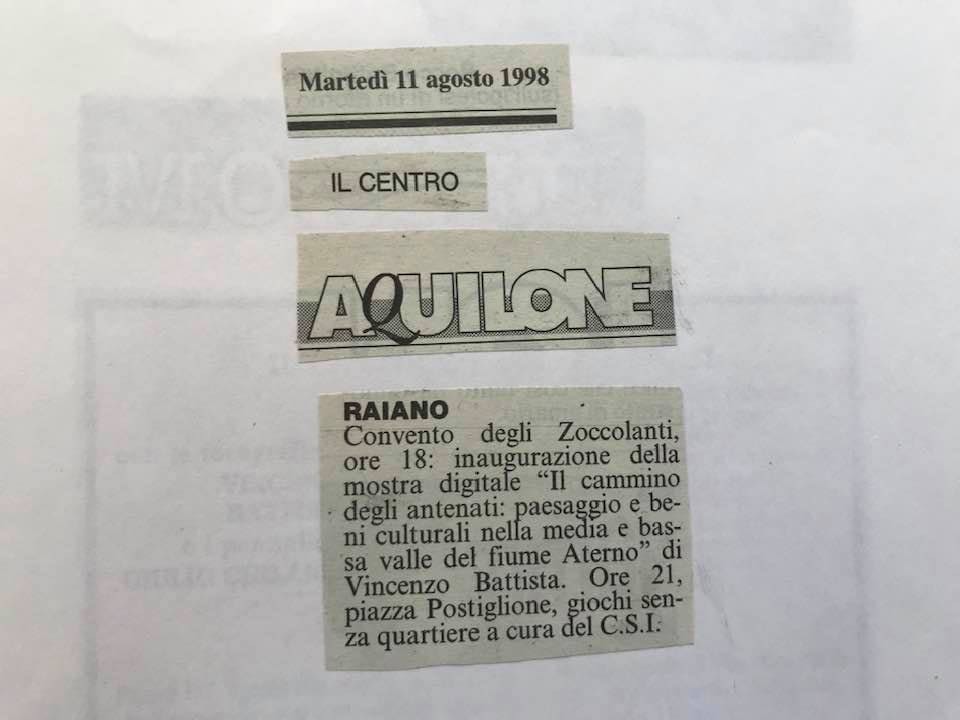 Martedì 11 agosto 1998
IL CENTRO
AQUILONE
RAIANO
Convento degli Zoccolanti,
ore 18: inaugurazione della
mostra digitale “Il cammino
degli antenati: paesaggio e be-
ni culturali nella media e bas-
sa valle del fiume Aterno” di
Vincenzo Battista. Ore 21,
piazza Postiglione, giochi sen-
za quartiere a cura del C.S.I.